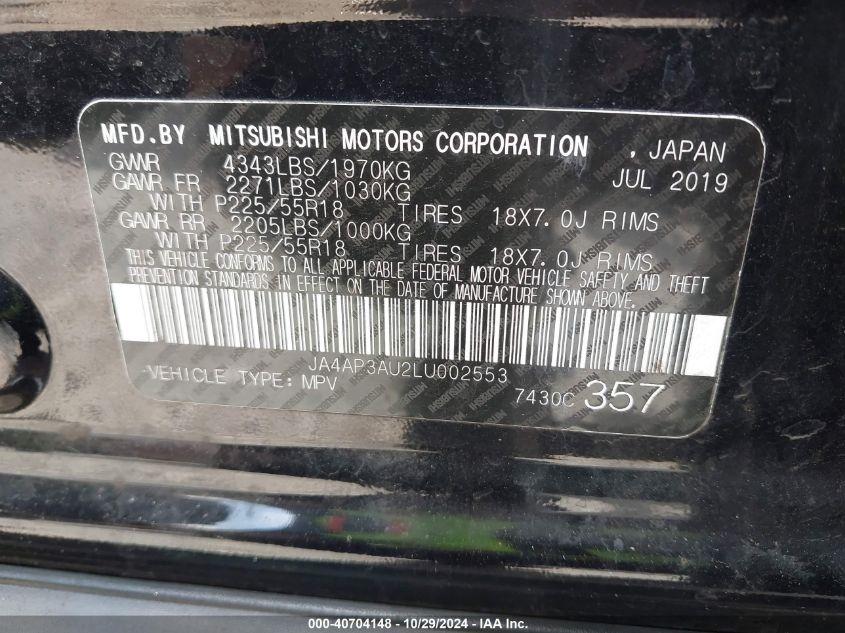 MFD.BY MITSUBISHI MOTORS CORPORATION , JAPAN
GVWR 4343LBS/1970KG JUL 2019
GAWR FR 2271LBS/1030KG
WITH P225/55R18 TIRES 18X7.0J RIMS
GAWR RR 2205LBS/1000KG
WITH P225/55R18 TIRES 18X7.0J RIMS
THIS VEHICLE CONFORMS TO ALL APPLICABLE FEDERAL MOTOR VEHICLE SAFETY AND THEFT
PREVENTION STANDARDS IN EFFECT ON THE DATE OF MANUFACTURE SHOWN ABOVE.
JA4AP3AU2LU002553
VEHICLE TYPE: MPV
7430C 357
000-40704148 - 10/29/2024 - © IAA, Inc.